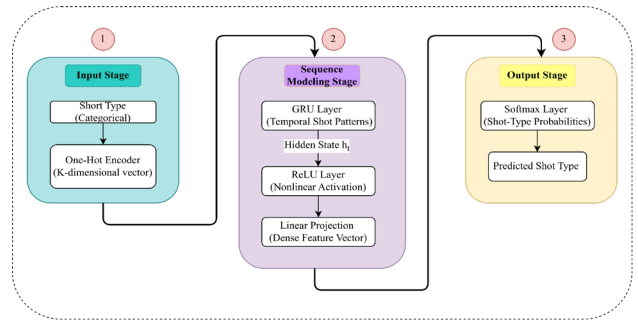 1
Input Stage
Short Type
(Categorical)
One-Hot Encoder
(K-dimensional vector)
2
Sequence
Modeling Stage
GRU Layer
(Temporal Shot Patterns)
Hidden State hₜ
ReLU Layer
(Nonlinear Activation)
Linear Projection
(Dense Feature Vector)
3
Output Stage
Softmax Layer
(Shot-Type Probabilities)
Predicted Shot Type